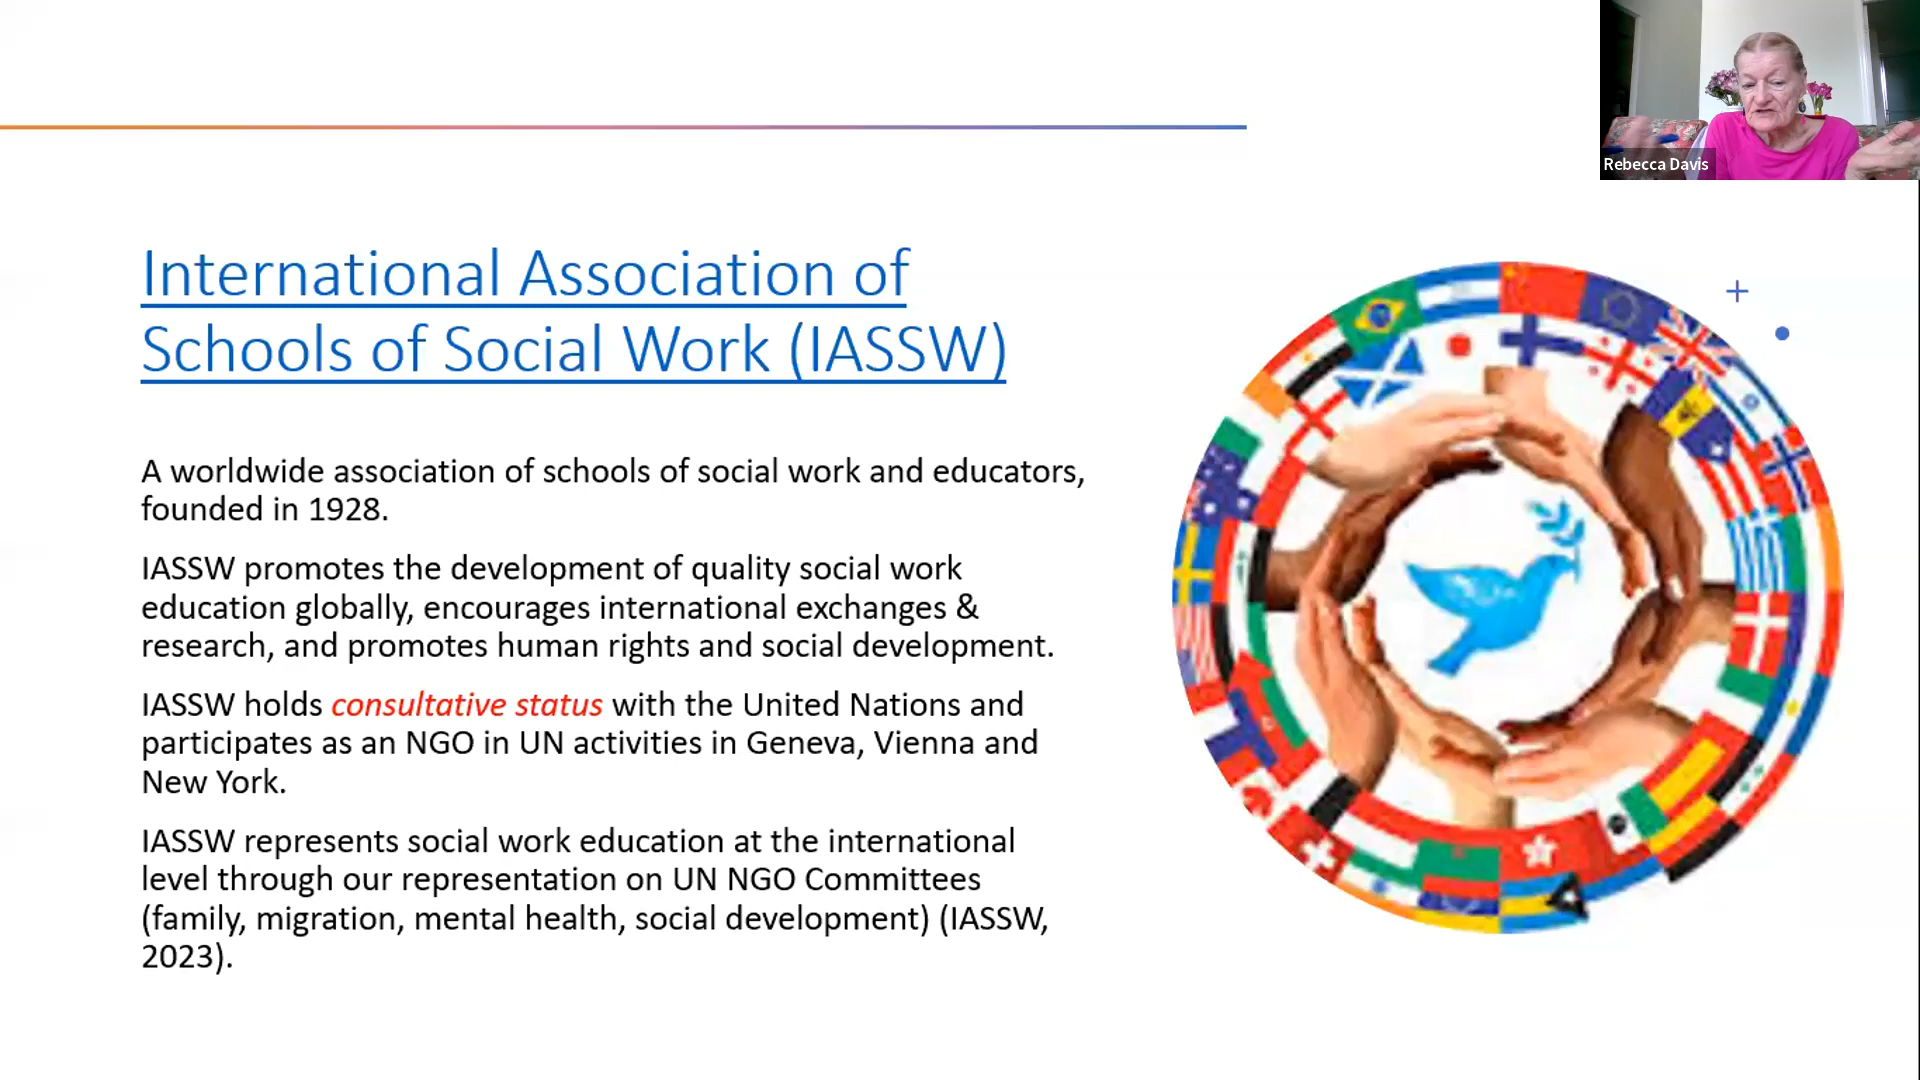 Rebecca Davis
International Association of
Schools of Social Work (IASSW)
A worldwide association of schools of social work and educators,
founded in 1928.
IASSW promotes the development of quality social work
education globally, encourages international exchanges &
research, and promotes human rights and social development.
IASSW holds consultative status with the United Nations and
participates as an NGO in UN activities in Geneva, Vienna and
New York.
IASSW represents social work education at the international
level through our representation on UN NGO Committees
(family, migration, mental health, social development) (IASSW,
2023).